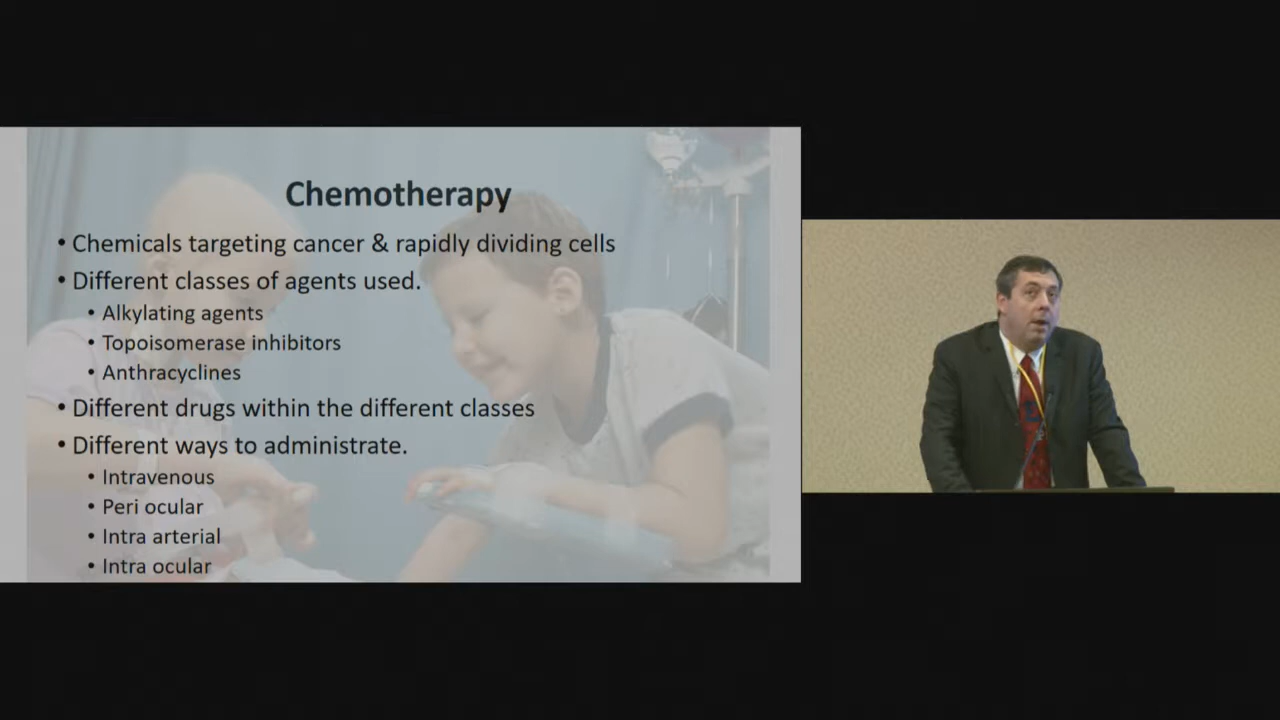 Chemotherapy
• Chemicals targeting cancer & rapidly dividing cells
• Different classes of agents used.
• Alkylating agents
• Topoisomerase inhibitors
• Anthracyclines
• Different drugs within the different classes
• Different ways to administrate.
• Intravenous
• Peri ocular
• Intra arterial
• Intra ocular